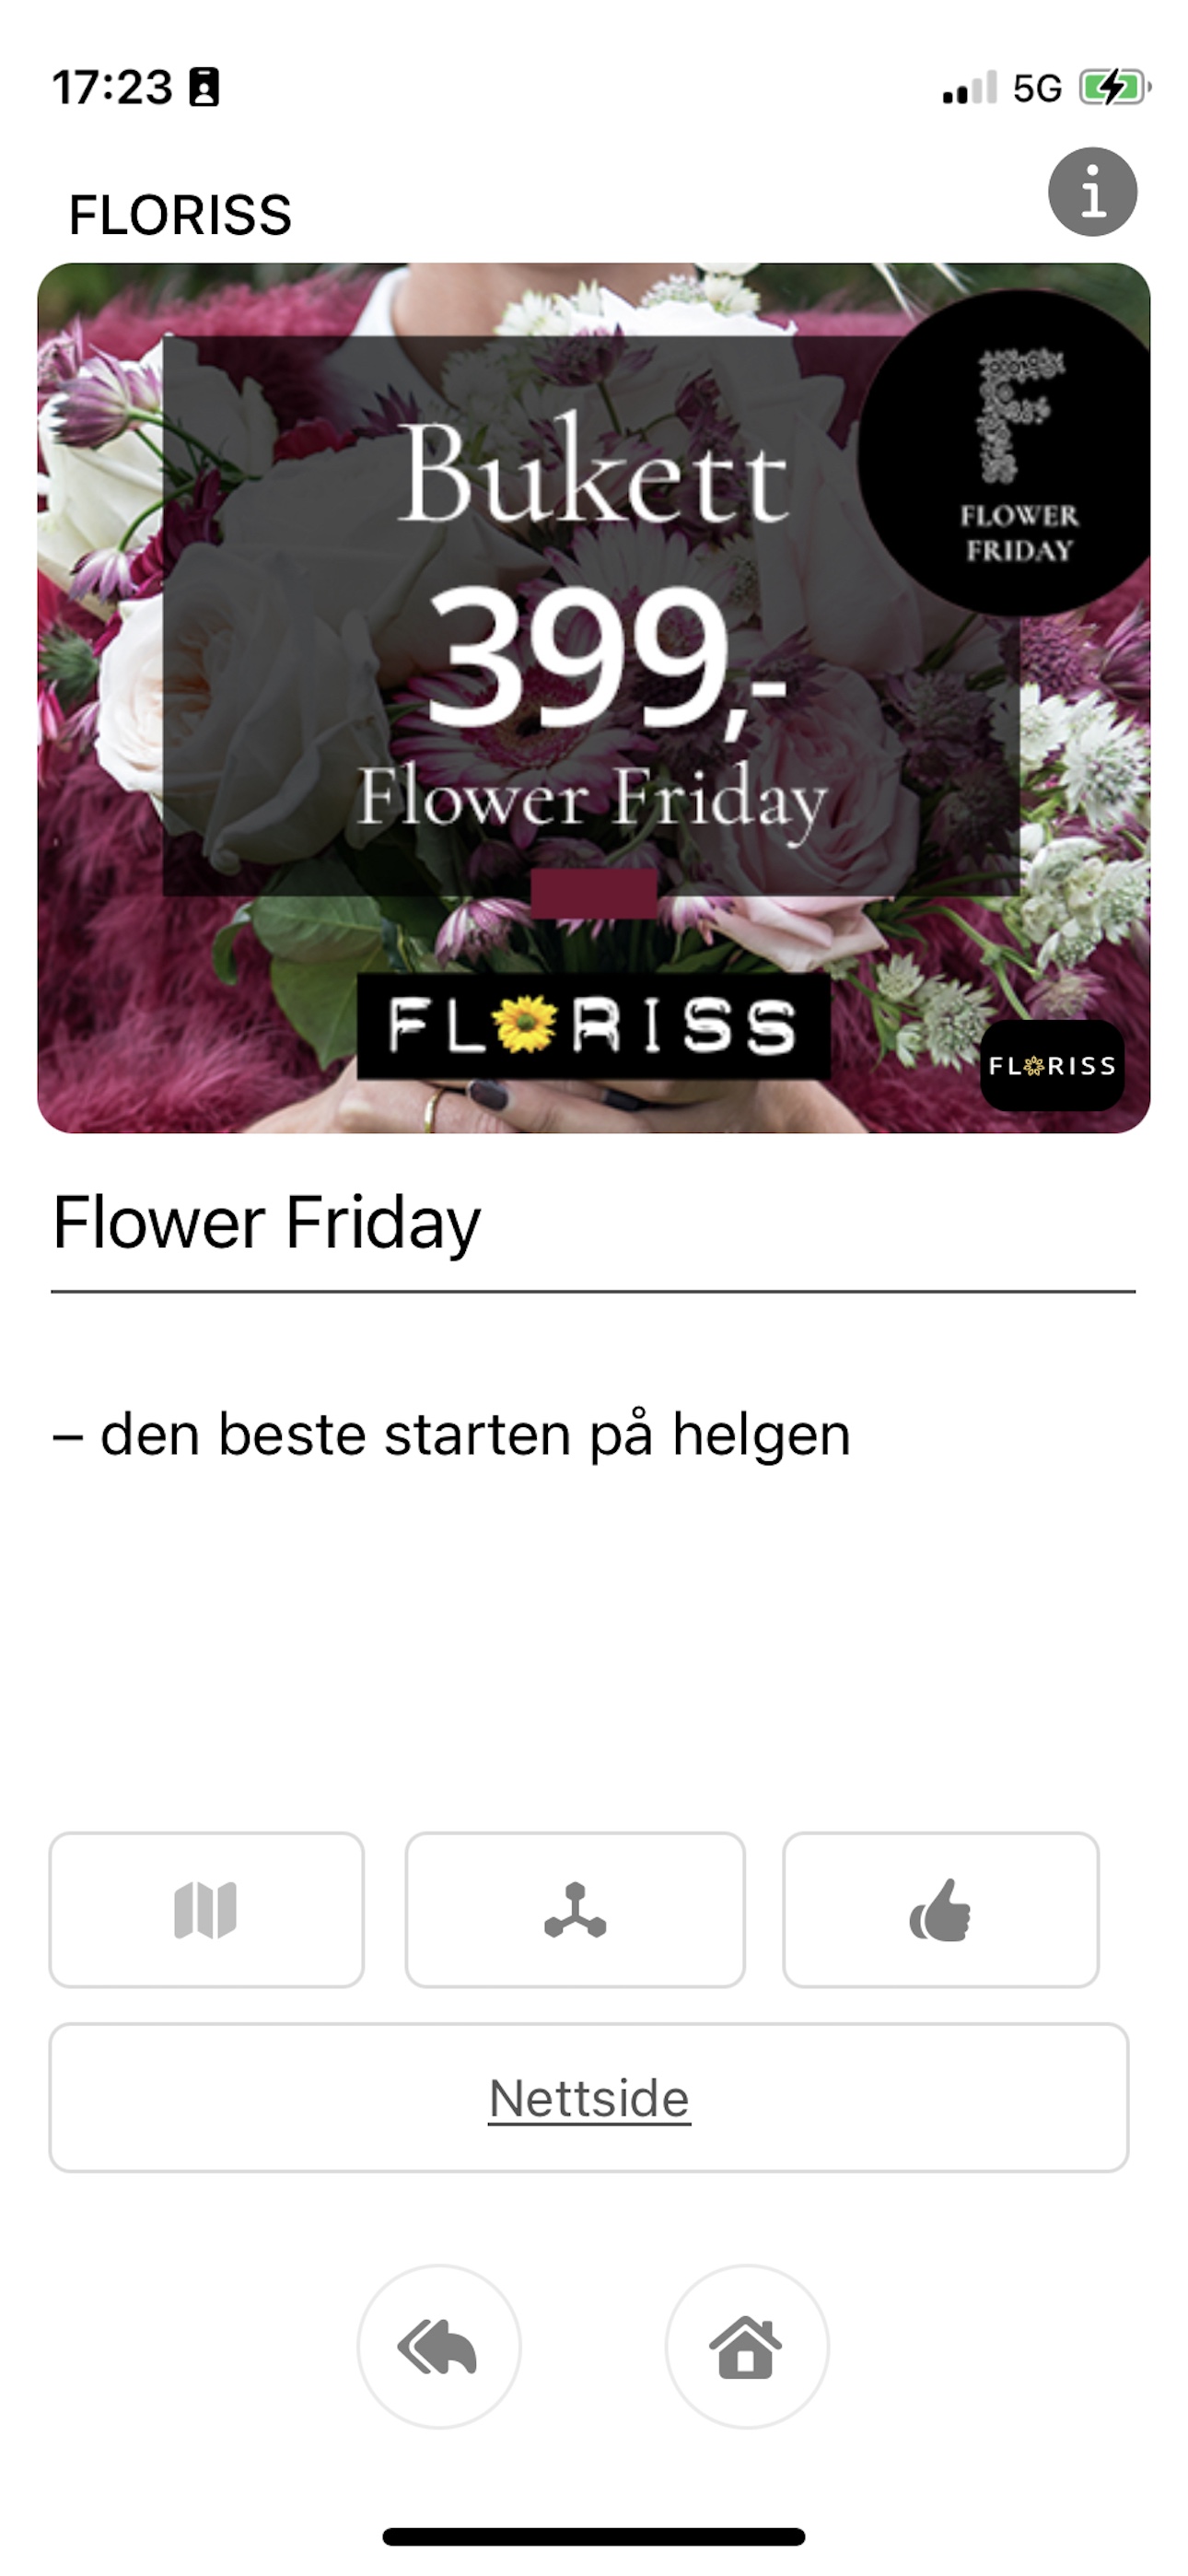 17:23
5G
FLORISS
Bukett
399,-
Flower Friday
FLOWER
FRIDAY
FLORISS
FLORISS
Flower Friday
– den beste starten på helgen
Nettside